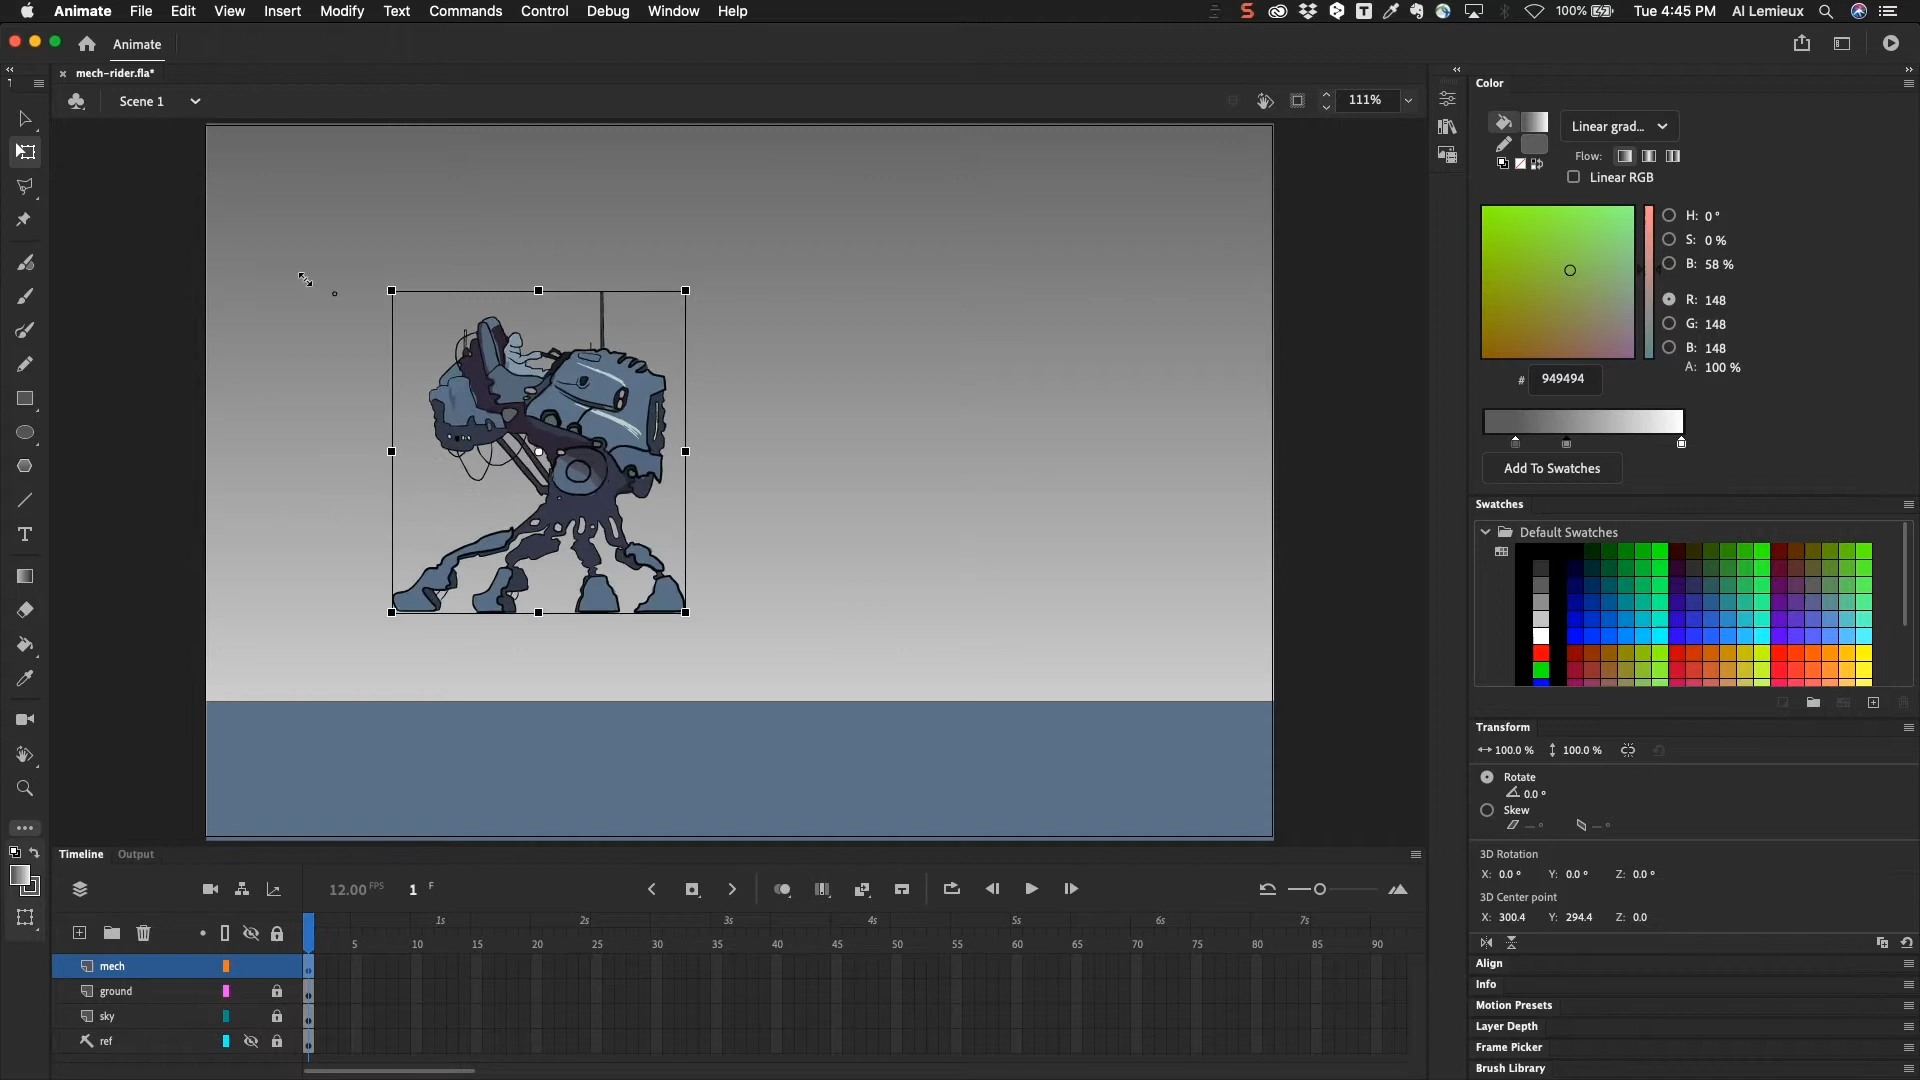 Animate File Edit View Insert Modify Text Commands Control Debug Window Help 100% Tue 4:45 PM Al Lemieux
Animate
mech-rider.fla*
Scene 1 111%
Color
Linear grad...
Flow:
Linear RGB
H: 0 °
S: 0 %
B: 58 %
R: 148
G: 148
B: 148
A: 100 %
# 949494
Add To Swatches
Swatches
Default Swatches
Transform
100.0 % 100.0 %
Rotate
0.0 °
Skew
3D Rotation
X: 0.0 ° Y: 0.0 ° Z: 0.0 °
3D Center point
X: 300.4 Y: 294.4 Z: 0.0
Align
Info
Motion Presets
Layer Depth
Frame Picker
Brush Library
Timeline Output
12.00 FPS 1 F
1s 2s 3s 4s 5s 6s 7s
5 10 15 20 25 30 35 40 45 50 55 60 65 70 75 80 85 90
mech
ground
sky
ref